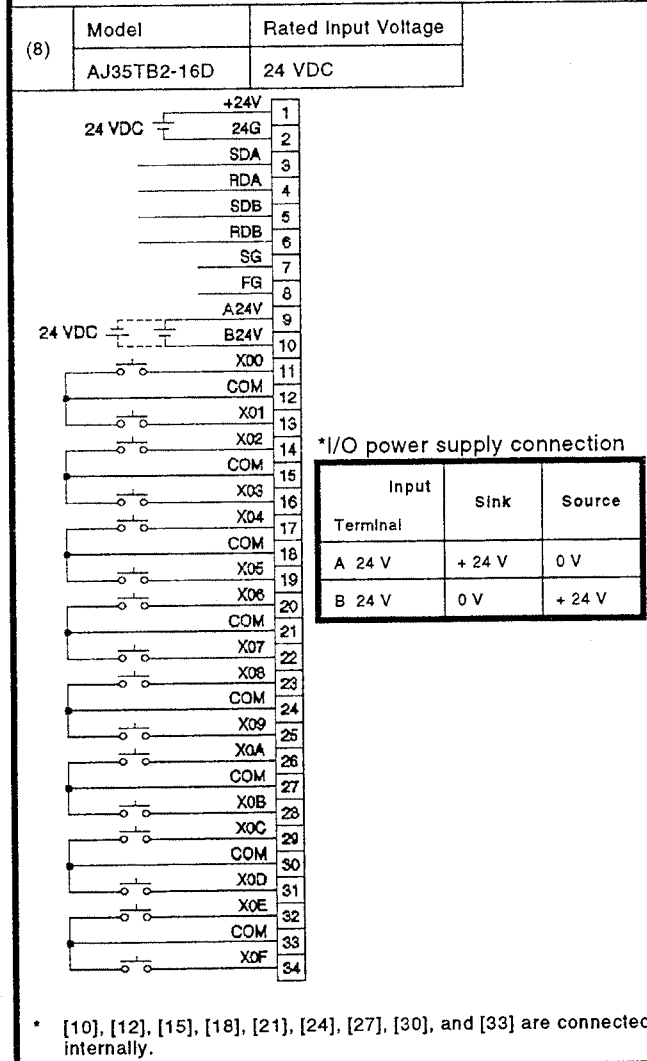 (8)
Model Rated Input Voltage
AJ35TB2-16D 24 VDC
+24V 1
24 VDC 24G 2
SDA 3
RDA 4
SDB 5
RDB 6
SG 7
FG 8
A24V 9
24 VDC B24V 10
X00 11
COM 12
X01 13
X02 14
COM 15
X03 16
X04 17
COM 18
X05 19
X06 20
COM 21
X07 22
X08 23
COM 24
X09 25
X0A 26
COM 27
X0B 28
X0C 29
COM 30
X0D 31
X0E 32
COM 33
X0F 34
*I/O power supply connection
Input Sink Source
Terminal
A 24 V + 24 V 0 V
B 24 V 0 V + 24 V
* [10], [12], [15], [18], [21], [24], [27], [30], and [33] are connected
internally.